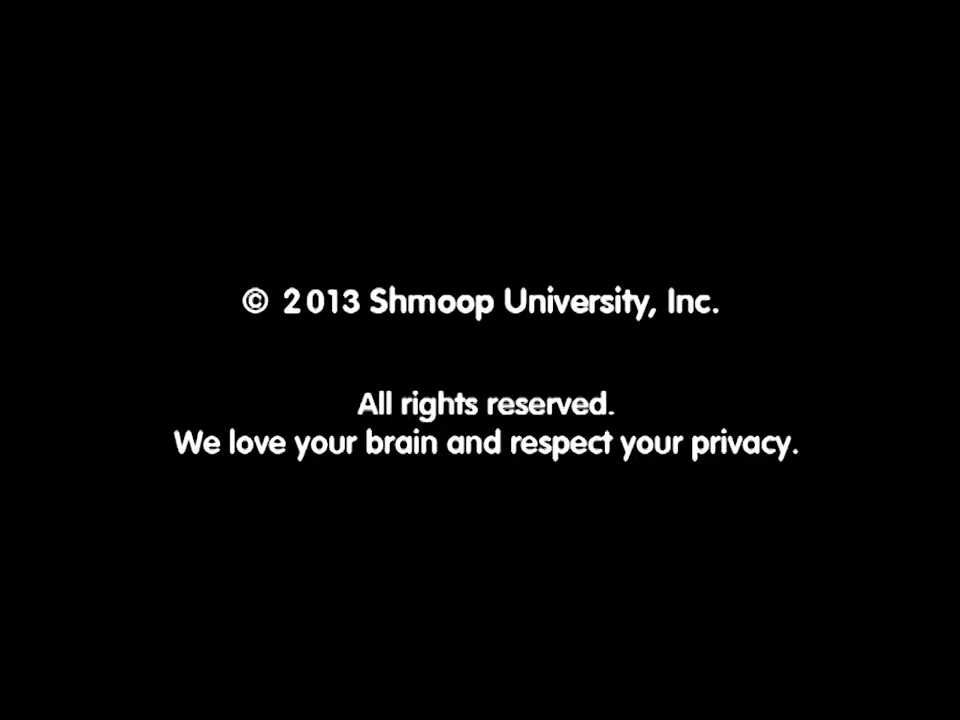 © 2013 Shmoop University, Inc.
All rights reserved.
We love your brain and respect your privacy.